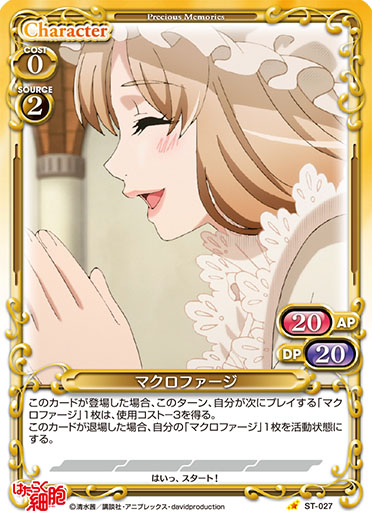 Precious Memories
Character
COST
0
SOURCE
2
20 AP
DP 20
マクロファージ
このカードが登場した場合、このターン、自分が次にプレイする「マク
ロファージ」1枚は、使用コスト－3を得る。
このカードが退場した場合、自分の「マクロファージ」1枚を活動状態に
する。
はいっ、スタート!
はたらく
細胞
ST-027
©清水茜/講談社・アニプレックス・davidproduction